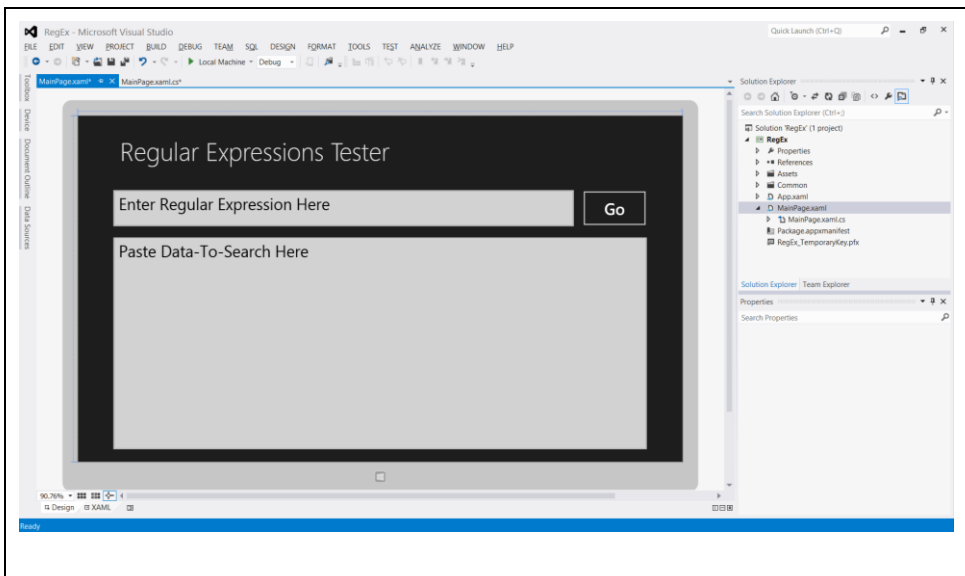 RegEx - Microsoft Visual Studio
Quick Launch (Ctrl+Q)
FILE EDIT VIEW PROJECT BUILD DEBUG TEAM SQL DESIGN FORMAT TOOLS TEST ANALYZE WINDOW HELP
Local Machine Debug
Toolbox
Device
Document Outline
Data Sources
MainPage.xaml* MainPage.xaml.cs*
Regular Expressions Tester
Enter Regular Expression Here
Go
Paste Data-To-Search Here
90.76%
Design XAML
Solution Explorer
Search Solution Explorer (Ctrl+;)
Solution 'RegEx' (1 project)
RegEx
Properties
References
Assets
Common
App.xaml
MainPage.xaml
MainPage.xaml.cs
Package.appxmanifest
RegEx_TemporaryKey.pfx
Solution Explorer Team Explorer
Properties
Search Properties
Ready